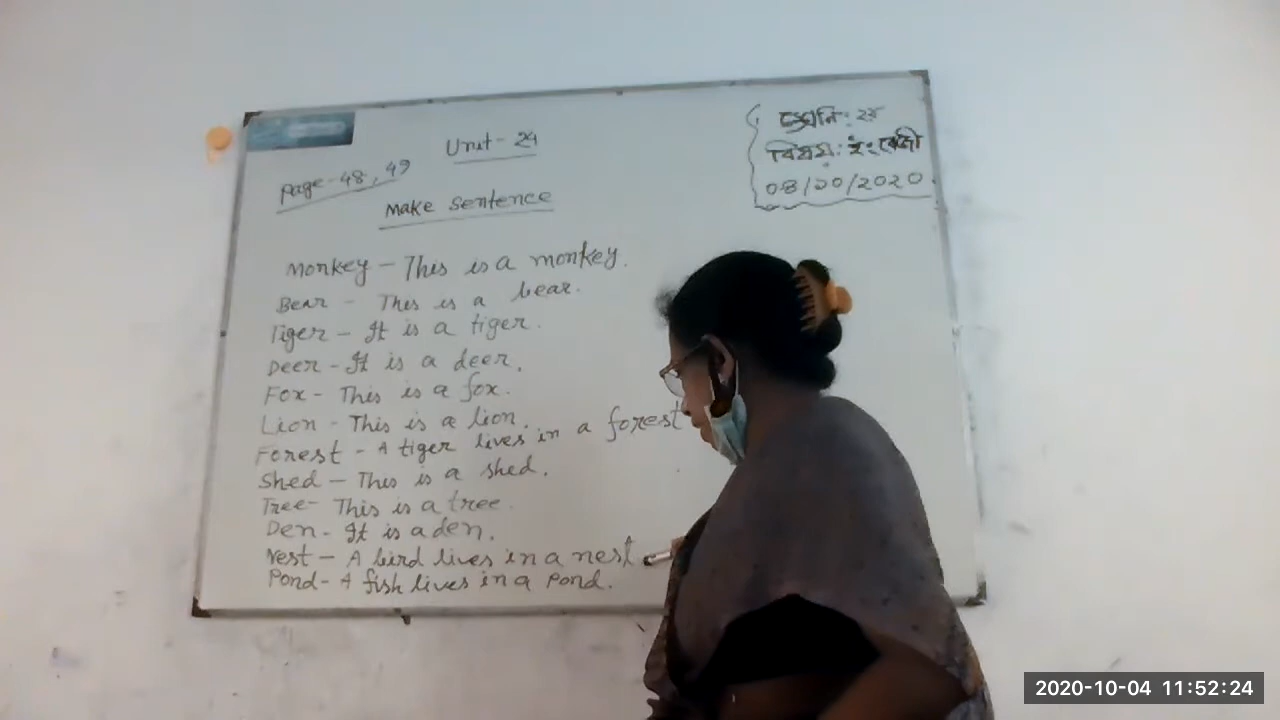 Unit- 24
Page-48, 49
Make Sentence
শ্রেণি: ২য়
বিষয়: ইংরেজী
04/10/2020
Monkey - This is a monkey.
Bear - This is a bear.
Tiger - It is a tiger.
Deer - It is a deer.
Fox - This is a fox.
Lion - This is a lion.
Forest - A tiger lives in a forest
Shed - This is a shed.
Tree- This is a tree.
Den- It is a den.
Nest - A bird lives in a nest
Pond- A fish lives in a pond.
2020-10-04 11:52:24